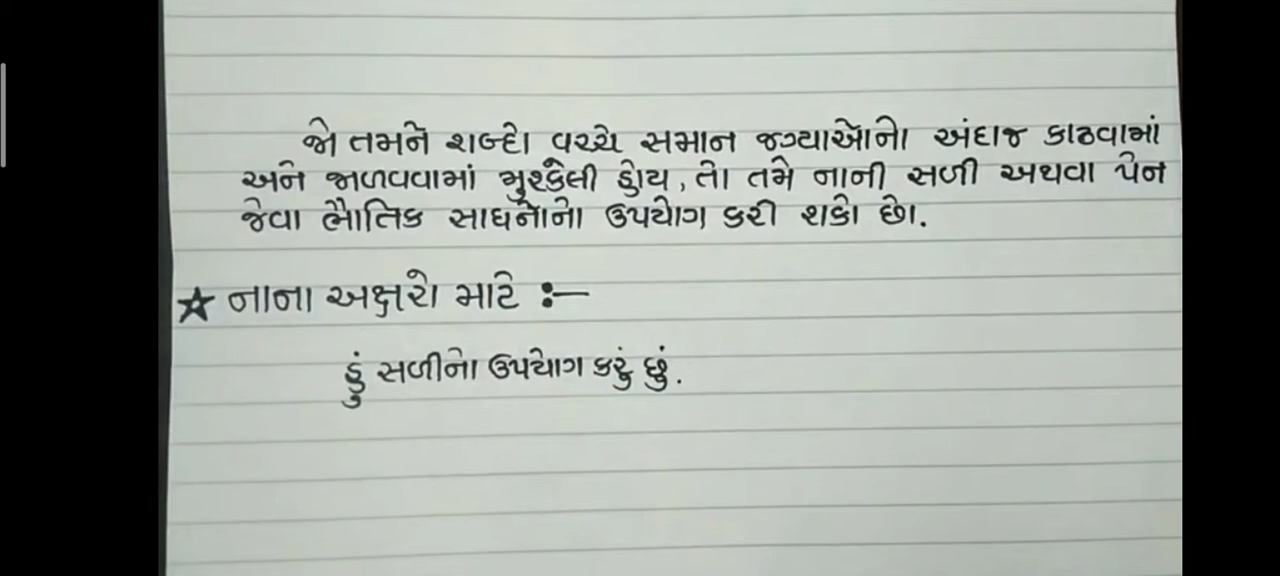 જો તમને શબ્દો વચ્ચે સમાન જગ્યાઓનો અંદાજ કાઢવામાં
અને જાળવવામાં મુશ્કેલી હોય, તો તમે નાની સળી અથવા પેન
જેવા ભૌતિક સાધનોનો ઉપયોગ કરી શકો છો.
☆ નાના અક્ષરો માટે :—
હું સળીનો ઉપયોગ કરું છું.